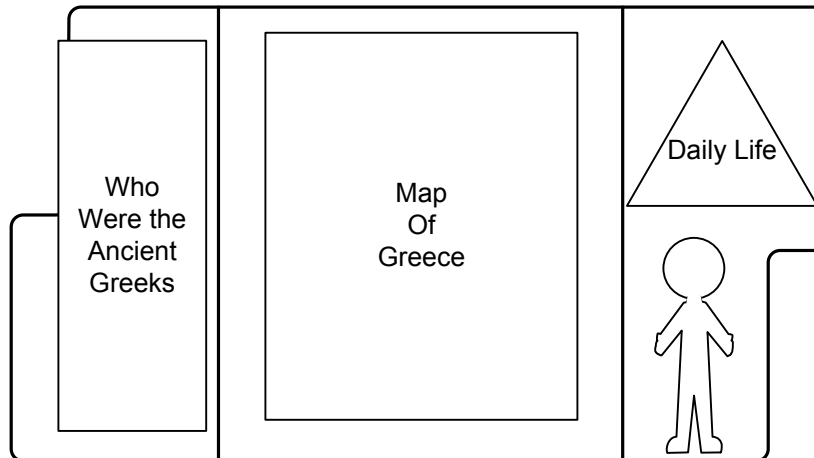 Who
Were the
Ancient
Greeks
Map
Of
Greece
Daily Life